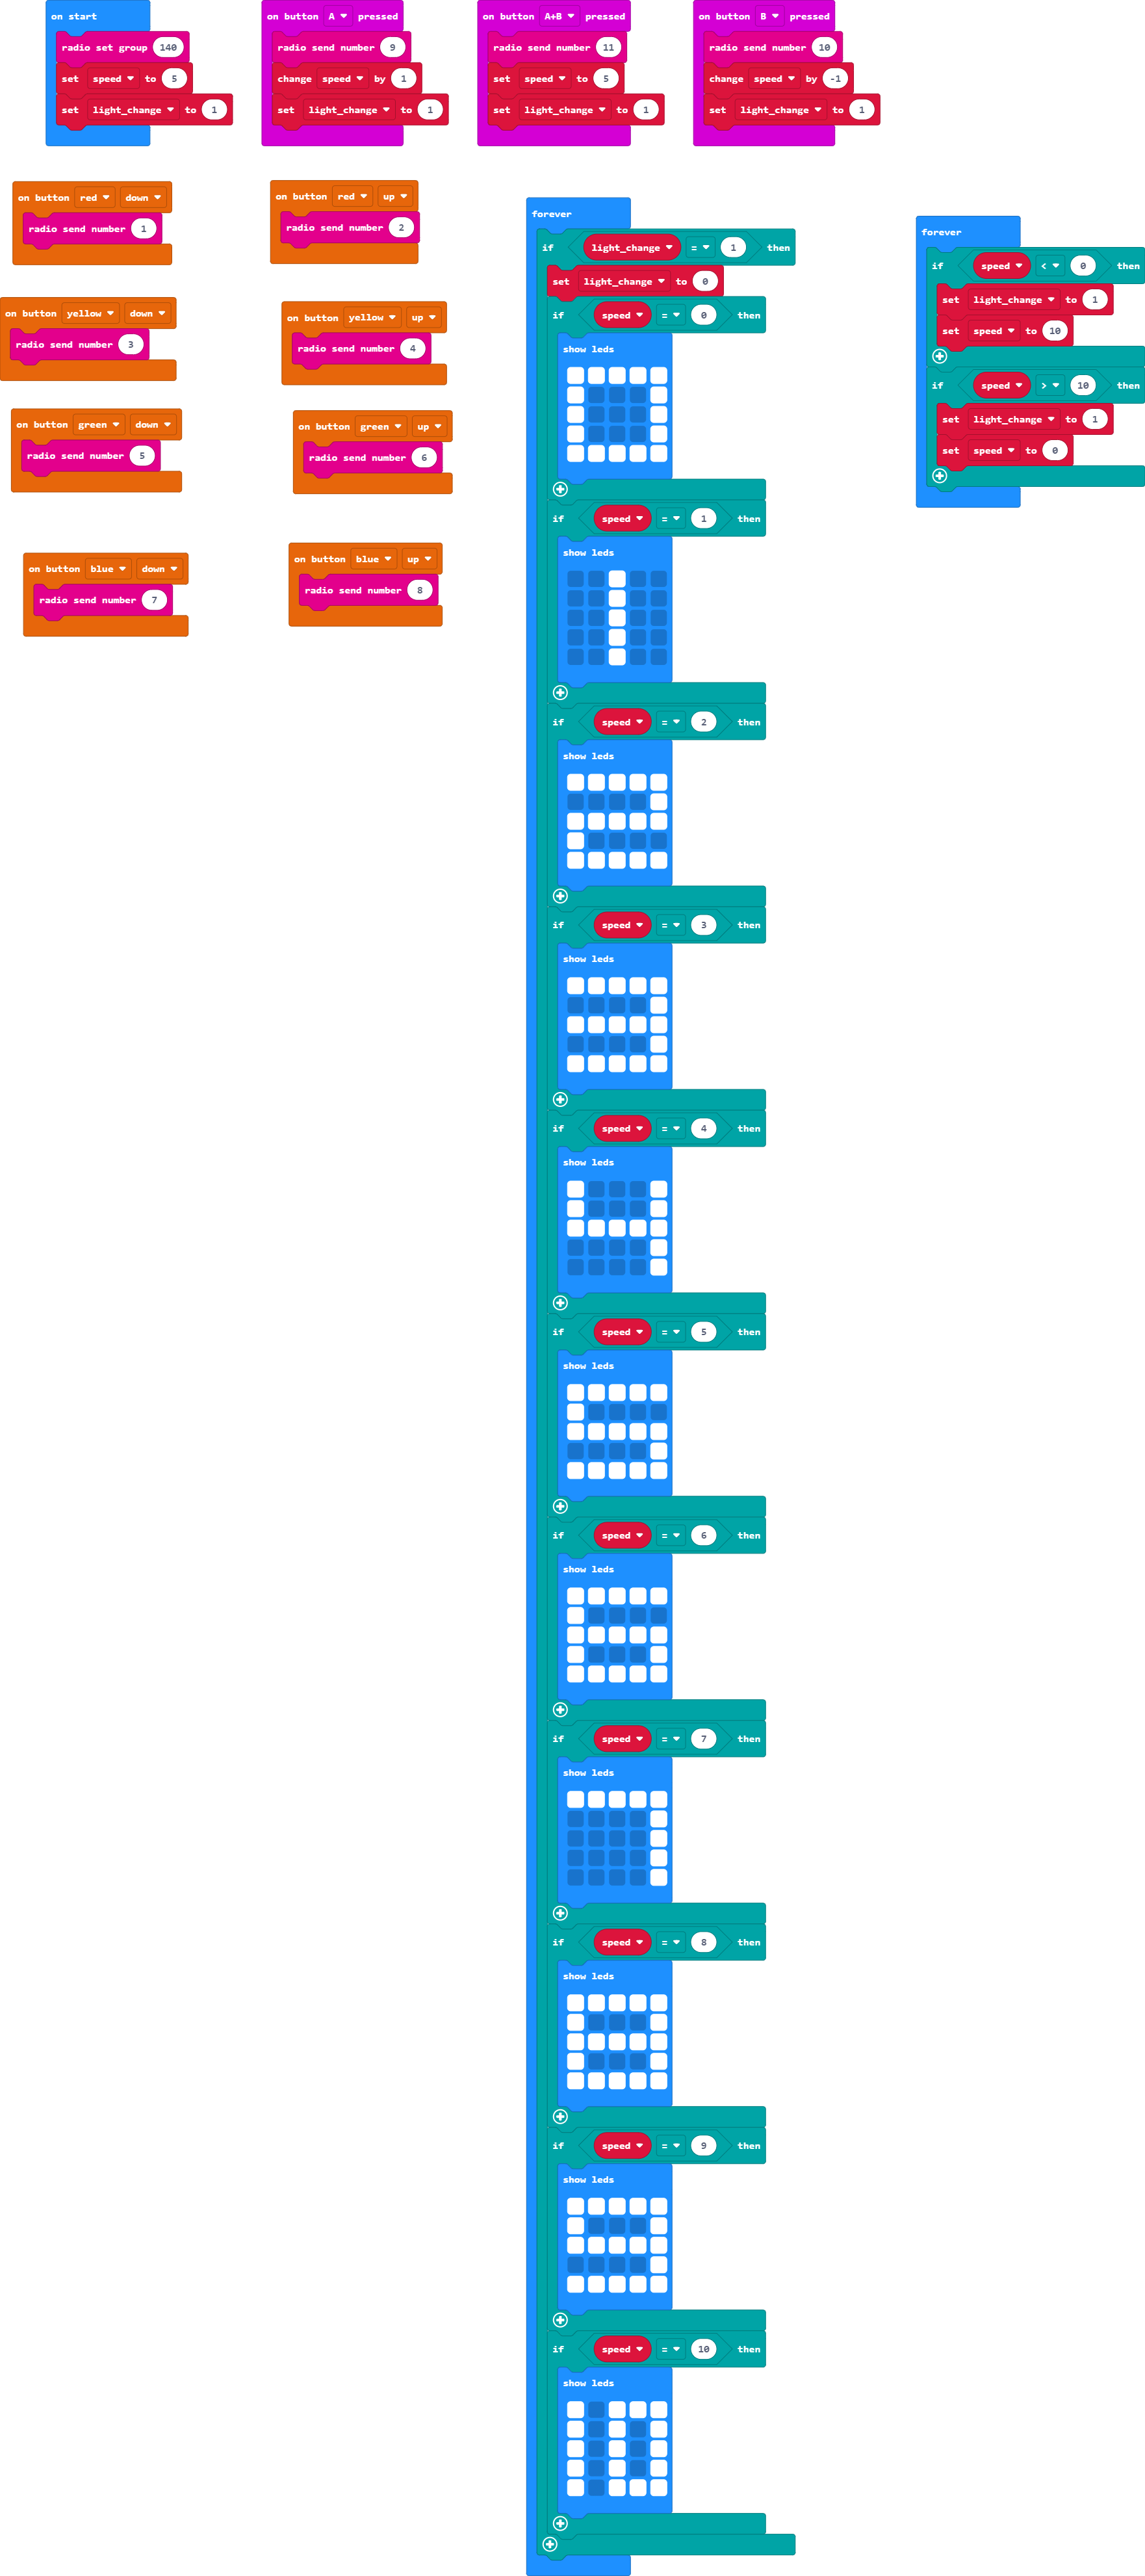 on start
radio set group 140
set speed to 5
set light_change to 1
on button A pressed
radio send number 9
change speed by 1
set light_change to 1
on button A+B pressed
radio send number 11
set speed to 5
set light_change to 1
on button B pressed
radio send number 10
change speed by -1
set light_change to 1
on button red down
radio send number 1
on button red up
radio send number 2
on button yellow down
radio send number 3
on button yellow up
radio send number 4
on button green down
radio send number 5
on button green up
radio send number 6
on button blue down
radio send number 7
on button blue up
radio send number 8
forever
if light_change = 1 then
set light_change to 0
if speed = 0 then
show leds
if speed = 1 then
show leds
if speed = 2 then
show leds
if speed = 3 then
show leds
if speed = 4 then
show leds
if speed = 5 then
show leds
if speed = 6 then
show leds
if speed = 7 then
show leds
if speed = 8 then
show leds
if speed = 9 then
show leds
if speed = 10 then
show leds
forever
if speed < 0 then
set light_change to 1
set speed to 10
if speed > 10 then
set light_change to 1
set speed to 0